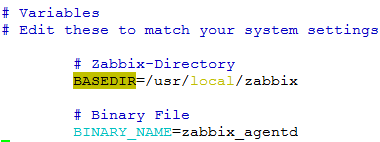 # Variables
# Edit these to match your system settings
# Zabbix-Directory
BASEDIR=/usr/local/zabbix
# Binary File
BINARY_NAME=zabbix_agentd